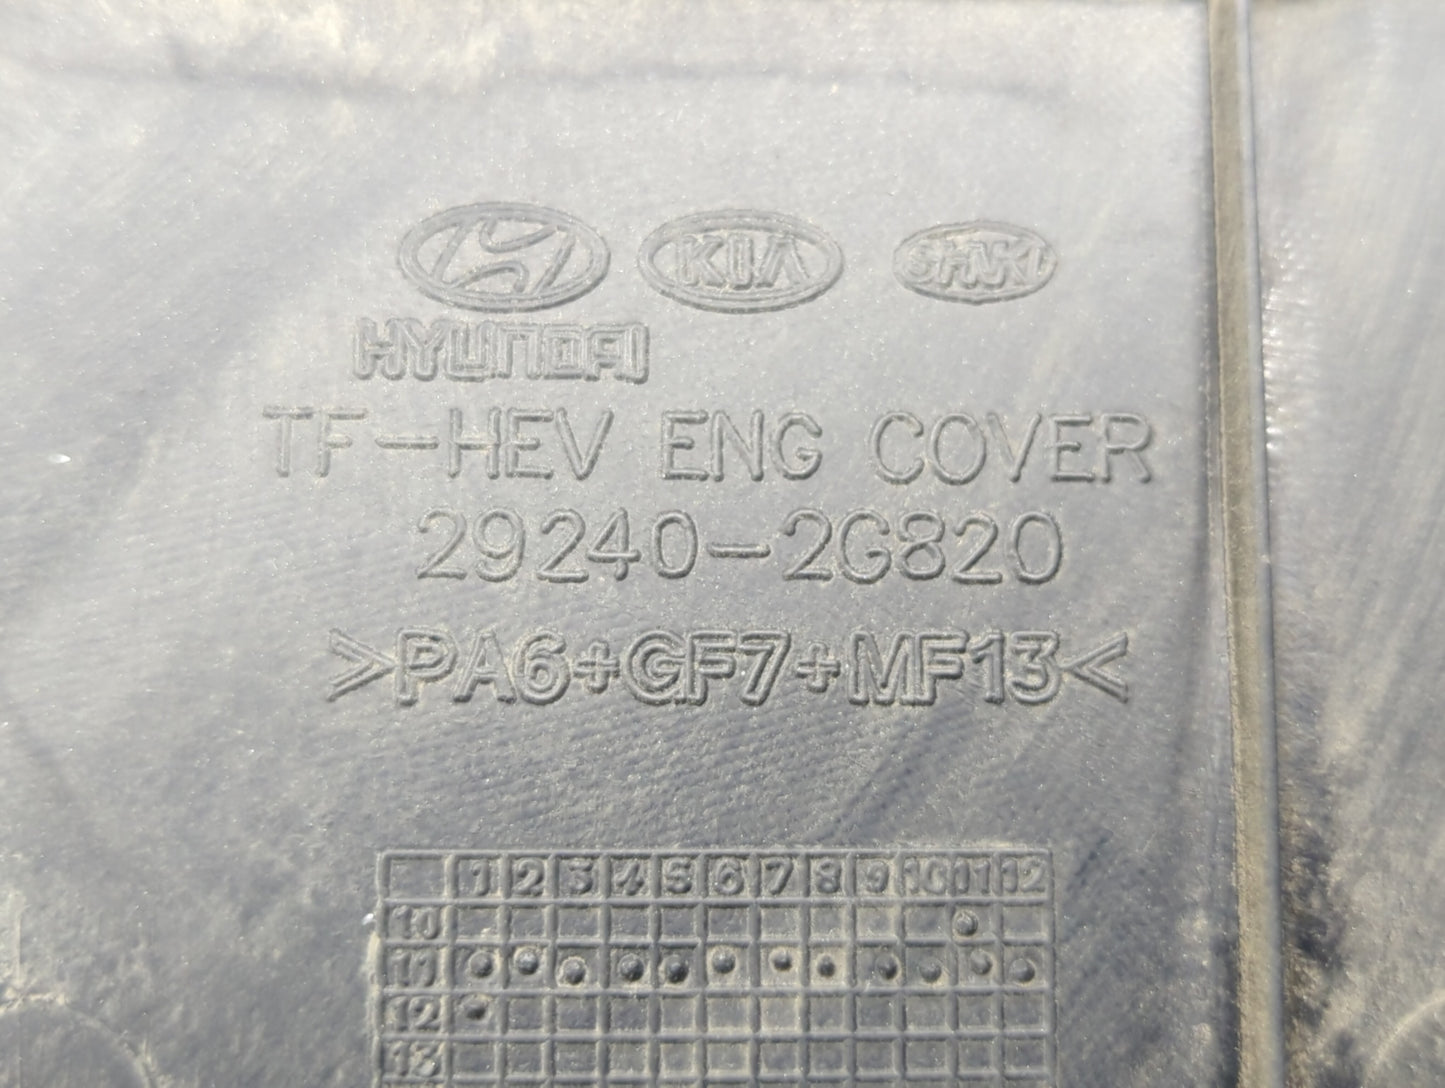 KIA
HYUNDAI
TF-HEV ENG COVER
29240-2G820
>PA6+GF7+MF13<
1 2 3 4 5 6 7 8 9 10 11 12
10
11
12
13